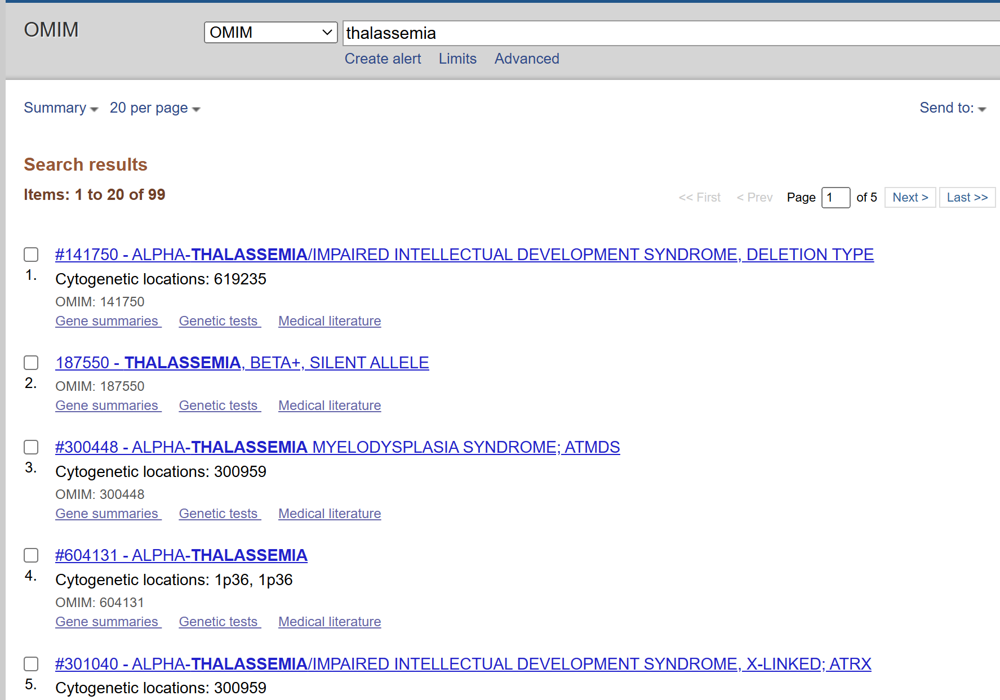 OMIM OMIM thalassemia
Create alert Limits Advanced
Summary 20 per page Send to:
Search results
Items: 1 to 20 of 99 << First < Prev Page 1 of 5 Next > Last >>
#141750 - ALPHA-THALASSEMIA/IMPAIRED INTELLECTUAL DEVELOPMENT SYNDROME, DELETION TYPE
1. Cytogenetic locations: 619235
OMIM: 141750
Gene summaries Genetic tests Medical literature
187550 - THALASSEMIA, BETA+, SILENT ALLELE
2. OMIM: 187550
Gene summaries Genetic tests Medical literature
#300448 - ALPHA-THALASSEMIA MYELODYSPLASIA SYNDROME; ATMDS
3. Cytogenetic locations: 300959
OMIM: 300448
Gene summaries Genetic tests Medical literature
#604131 - ALPHA-THALASSEMIA
4. Cytogenetic locations: 1p36, 1p36
OMIM: 604131
Gene summaries Genetic tests Medical literature
#301040 - ALPHA-THALASSEMIA/IMPAIRED INTELLECTUAL DEVELOPMENT SYNDROME, X-LINKED; ATRX
5. Cytogenetic locations: 300959